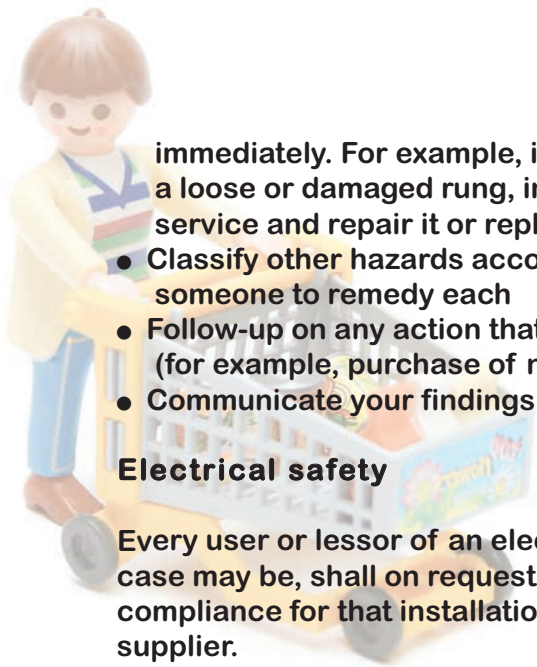 immediately. For example, i
a loose or damaged rung, in
service and repair it or repl
● Classify other hazards acco
someone to remedy each
● Follow-up on any action that
(for example, purchase of n
● Communicate your findings
Electrical safety
Every user or lessor of an elec
case may be, shall on request
compliance for that installatio
supplier.